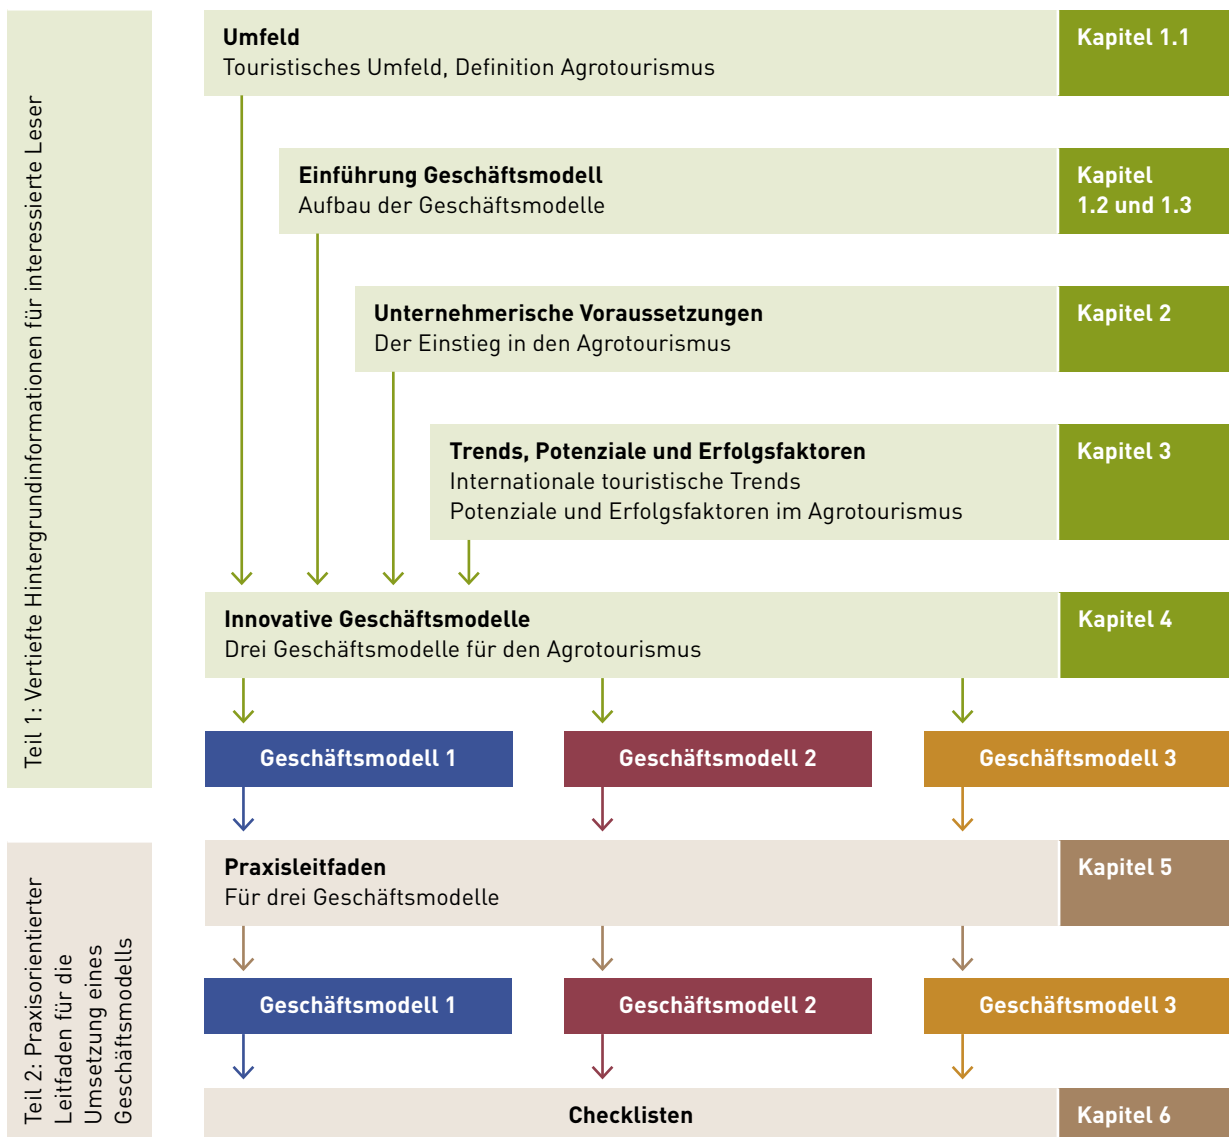 Teil 1: Vertiefte Hintergrundinformationen für interessierte Leser
Umfeld
Touristisches Umfeld, Definition Agrotourismus
Kapitel 1.1
Einführung Geschäftsmodell
Aufbau der Geschäftsmodelle
Kapitel
1.2 und 1.3
Unternehmerische Voraussetzungen
Der Einstieg in den Agrotourismus
Kapitel 2
Trends, Potenziale und Erfolgsfaktoren
Internationale touristische Trends
Potenziale und Erfolgsfaktoren im Agrotourismus
Kapitel 3
Innovative Geschäftsmodelle
Drei Geschäftsmodelle für den Agrotourismus
Kapitel 4
Geschäftsmodell 1
Geschäftsmodell 2
Geschäftsmodell 3
Teil 2: Praxisorientierter
Leitfaden für die
Umsetzung eines
Geschäftsmodells
Praxisleitfaden
Für drei Geschäftsmodelle
Kapitel 5
Geschäftsmodell 1
Geschäftsmodell 2
Geschäftsmodell 3
Checklisten
Kapitel 6